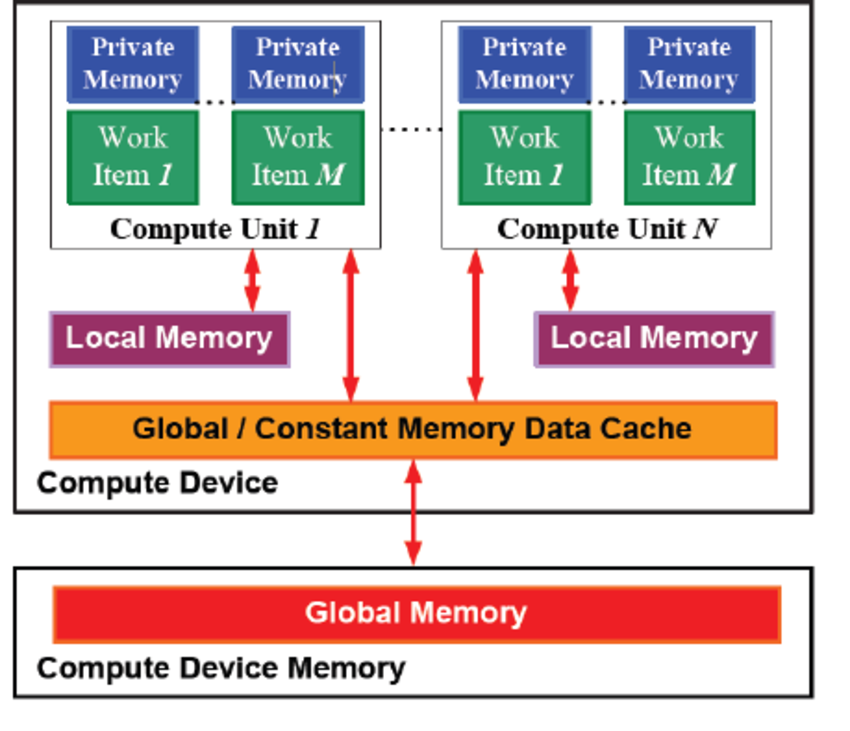 Private Memory
Private Memory
Private Memory
Private Memory
Work Item 1
Work Item M
Work Item 1
Work Item M
Compute Unit 1
Compute Unit N
Local Memory
Local Memory
Global / Constant Memory Data Cache
Compute Device
Global Memory
Compute Device Memory